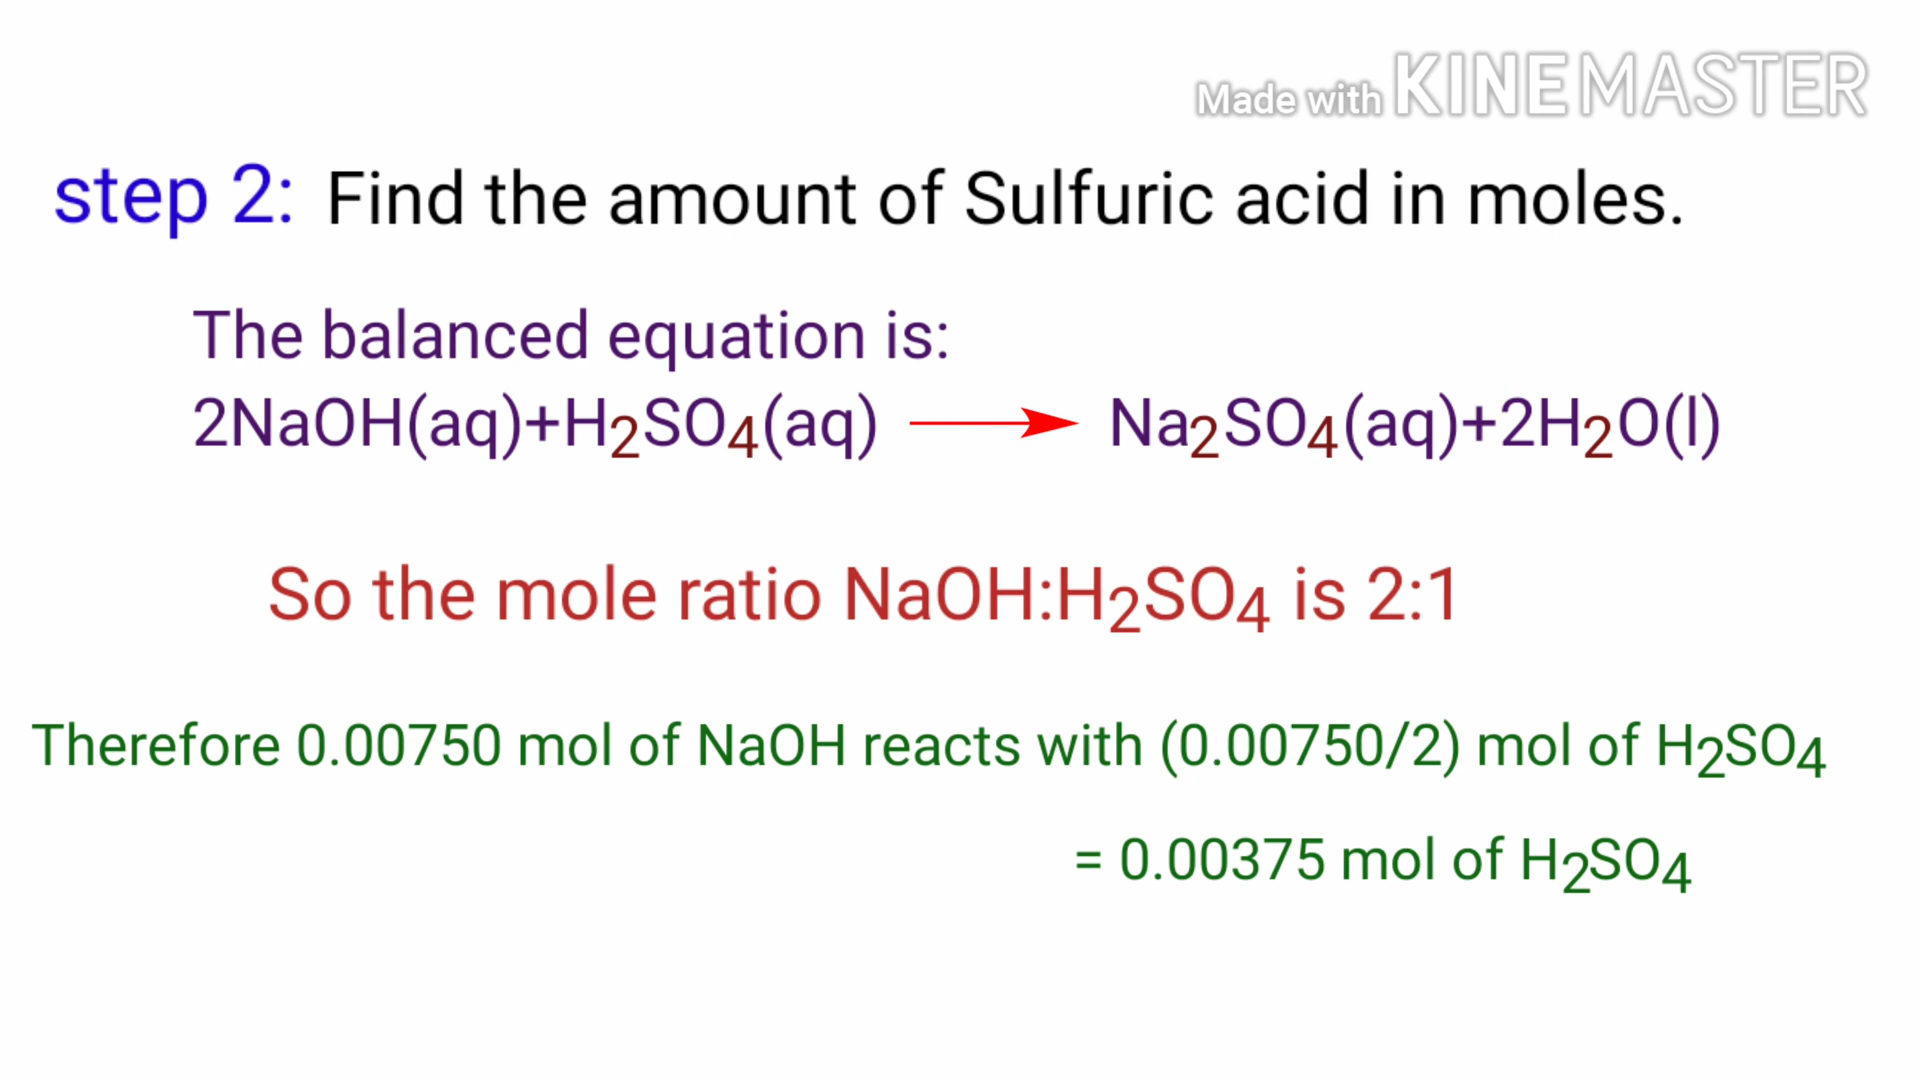 Made with KINEMASTER
step 2: Find the amount of Sulfuric acid in moles.
The balanced equation is:
2NaOH(aq)+H₂SO₄(aq) ⟶ Na₂SO₄(aq)+2H₂O(l)
So the mole ratio NaOH:H₂SO₄ is 2:1
Therefore 0.00750 mol of NaOH reacts with (0.00750/2) mol of H₂SO₄
= 0.00375 mol of H₂SO₄